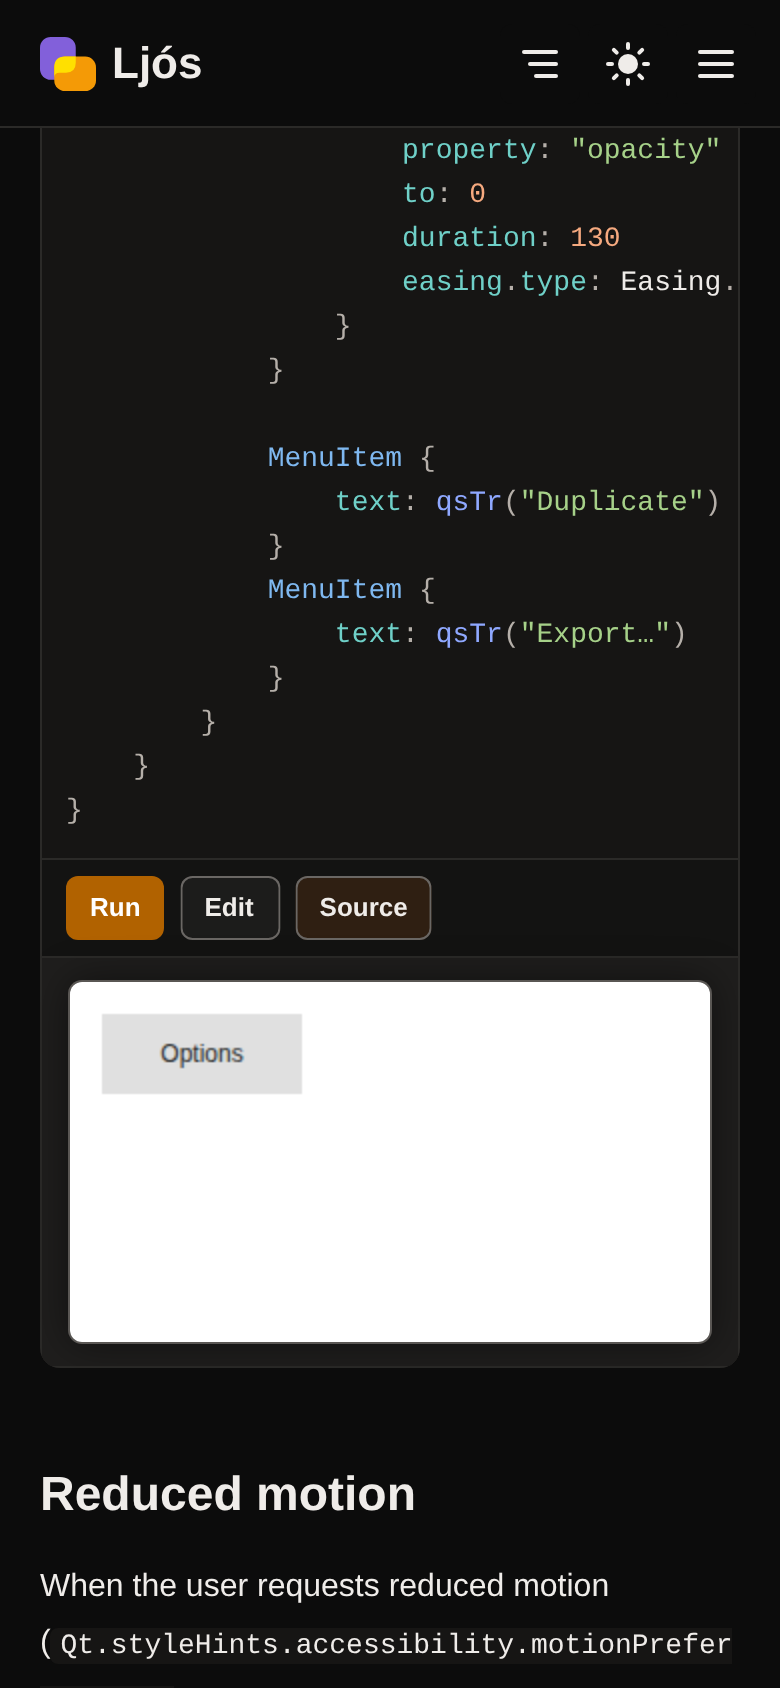 Ljós
property: "opacity"
to: 0
duration: 130
easing.type: Easing.
}
}
MenuItem {
text: qsTr("Duplicate")
}
MenuItem {
text: qsTr("Export…")
}
}
}
}
Run Edit Source
Options
Reduced motion
When the user requests reduced motion
(Qt.styleHints.accessibility.motionPrefer